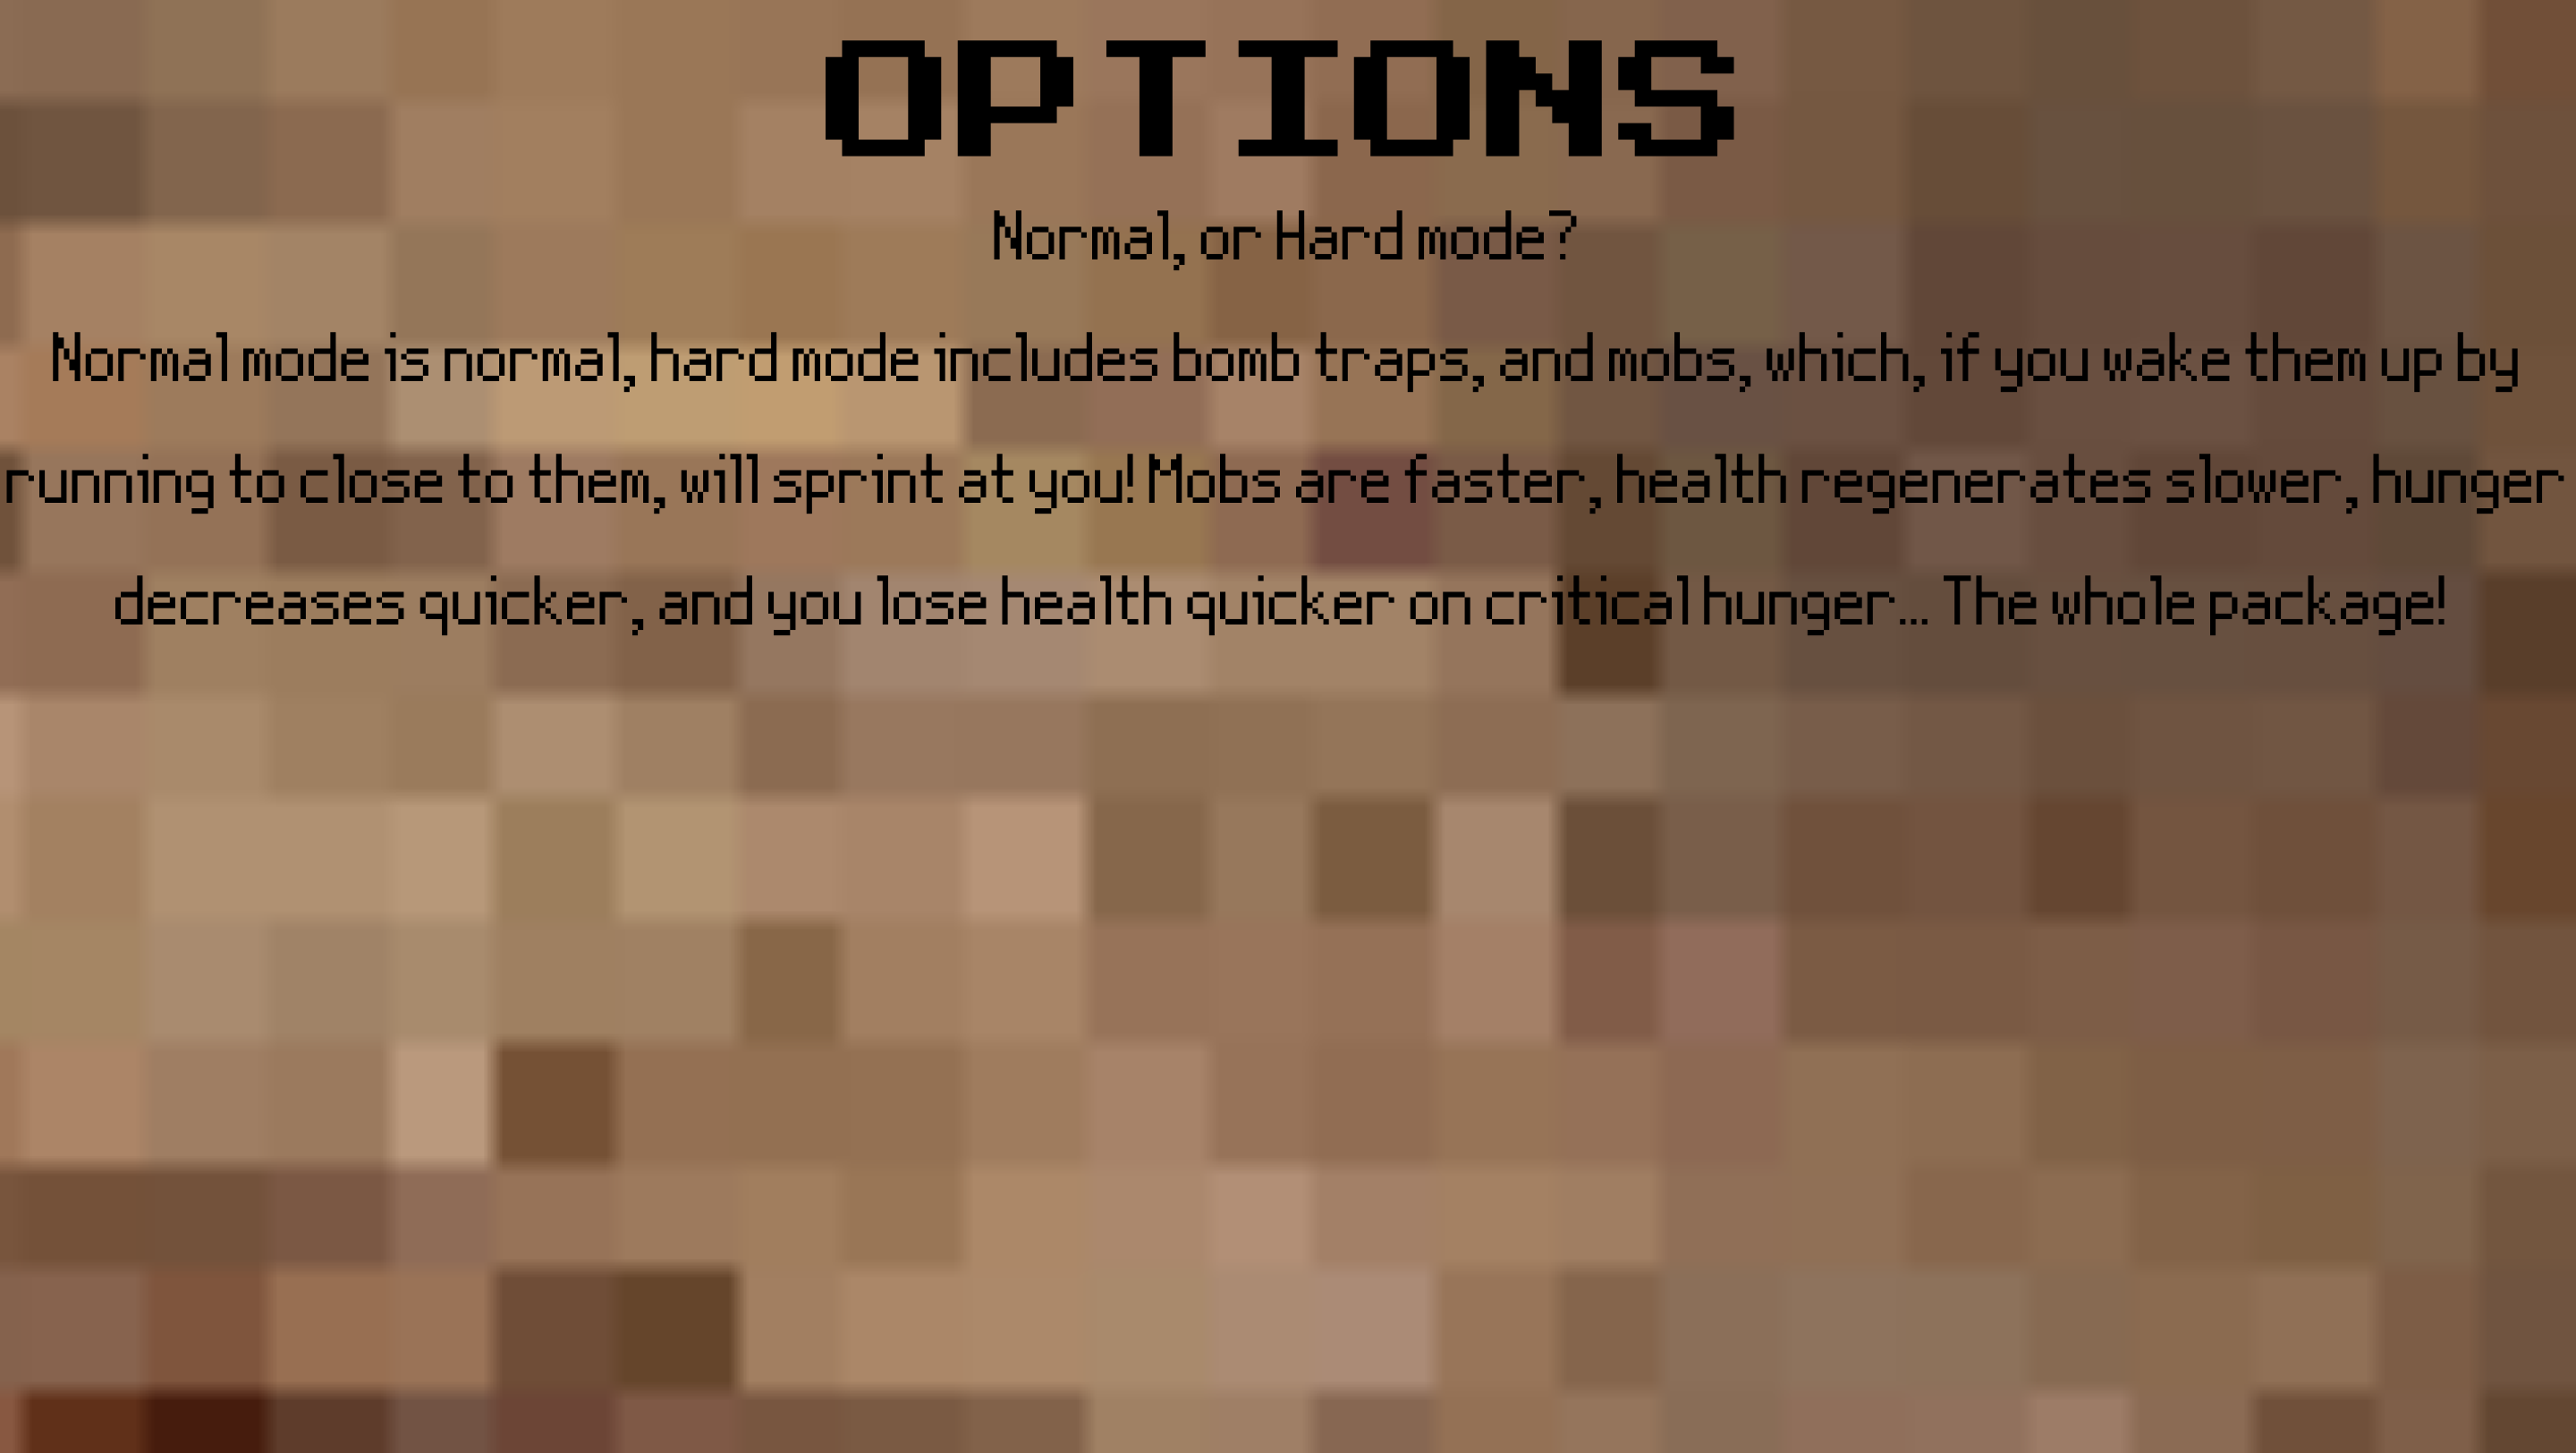 OPTIONS
Normal, or Hard mode?
Normal mode is normal, hard mode includes bomb traps, and mobs, which, if you wake them up by
running to close to them, will sprint at you! Mobs are faster, health regenerates slower, hunger
decreases quicker, and you lose health quicker on critical hunger... The whole package!